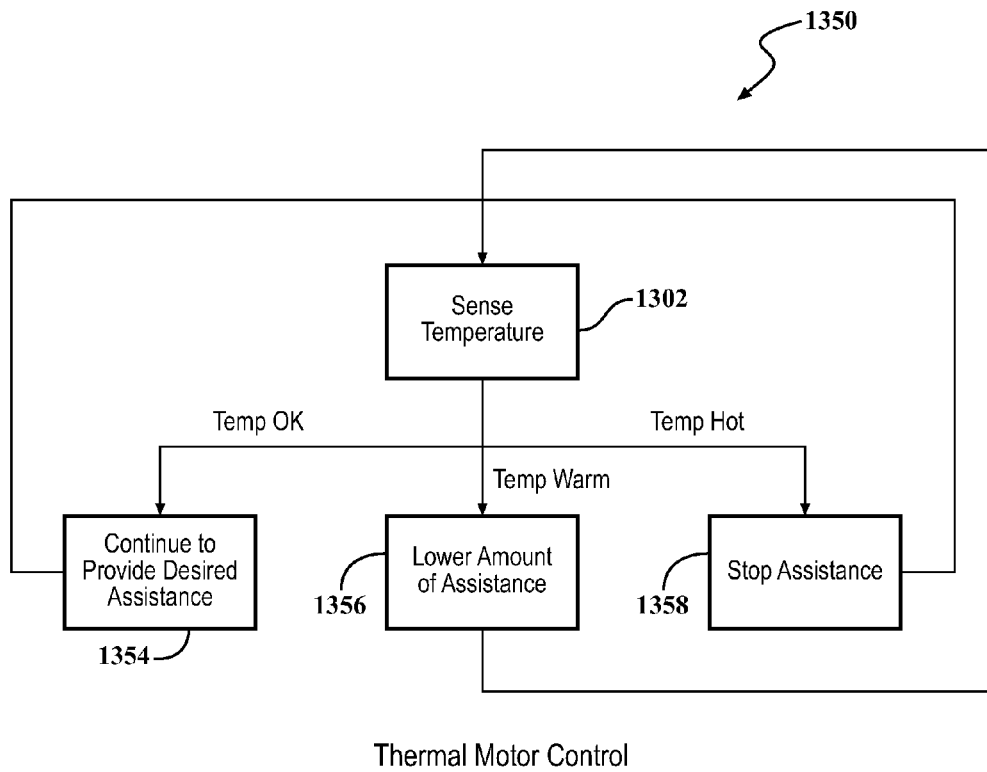 1350
Sense
Temperature
1302
Temp OK
Temp Hot
Temp Warm
Continue to
Provide Desired
Assistance
Lower Amount
of Assistance
Stop Assistance
1354
1356
1358
Thermal Motor Control